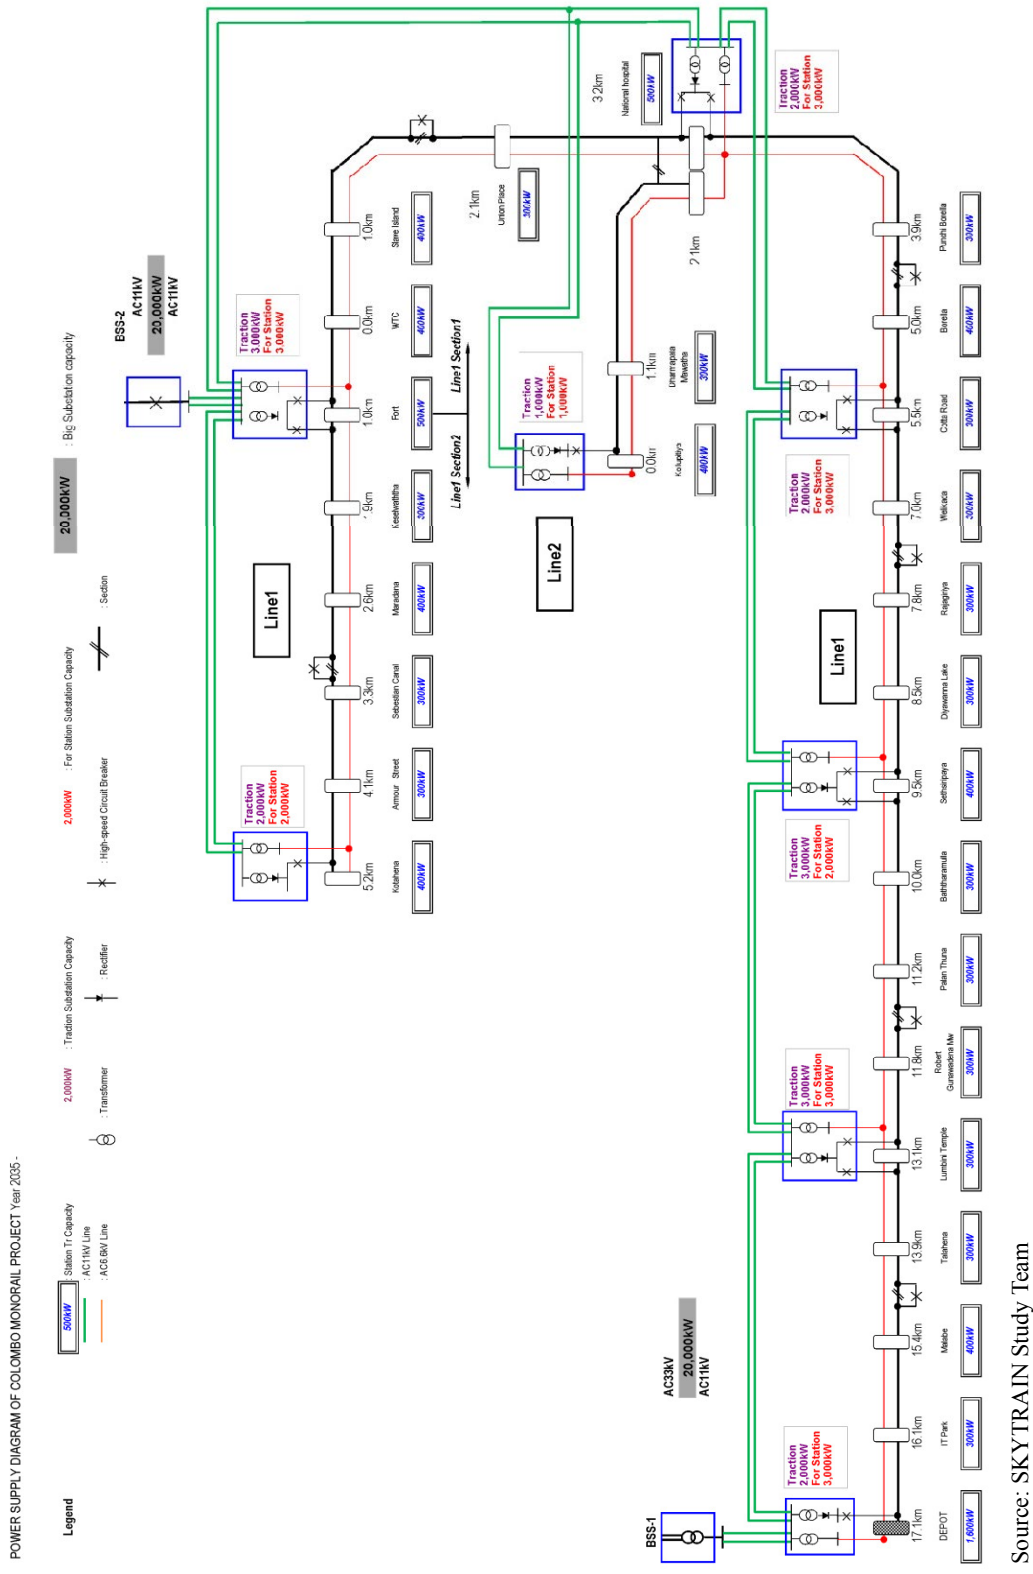 POWER SUPPLY DIAGRAM OF COLOMBO MONORAIL PROJECT Year 2035 -
Legend
500kW
: Station Tr Capacity
: AC11kV Line
: AC6.6kV Line
2,000kW
: Traction Substation Capacity
: Transformer
: Rectifier
2,000kW
: For Station Substation Capacity
: High-speed Circuit Breaker
: Section
20,000kW
: Big Substation capacity
BSS-2
AC11kV
20,000kW
AC11kV
Traction
2,000kW
For Station
2,000kW
Traction
3,000kW
For Station
3,000kW
Line1
5.2km
4.1km
3.3km
2.8km
1.9km
1.0km
0.0km
1.0km
Kotahena
Armour Street
Sebastian Canal
Maradana
Keselwaththa
Fort
WTC
Slave Island
400kW
300kW
300kW
400kW
300kW
500kW
400kW
400kW
Line1 Section2
Line1 Section1
2.1km
Union Place
300kW
3.2km
National hospital
500kW
Traction
2,000kW
For Station
3,000kW
Line2
Traction
1,000kW
For Station
1,000kW
0.0km
1.1km
2.1km
Kolupitiya
Dharmapala
Mawatha
400kW
300kW
BSS-1
AC33kV
20,000kW
AC11kV
Traction
2,000kW
For Station
3,000kW
Traction
3,000kW
For Station
3,000kW
Traction
3,000kW
For Station
2,000kW
Traction
2,000kW
For Station
3,000kW
Line1
17.1km
16.1km
15.4km
13.9km
13.1km
11.8km
11.2km
10.0km
9.5km
8.5km
7.8km
7.0km
5.5km
5.0km
3.9km
DEPOT
IT Park
Malabe
Talahena
Lumbini Temple
Robert
Gunawadena Mw
Palan Thuna
Baththaramulla
Sethsiripaya
Diyawanna Lake
Rajagiriya
Welikada
Cotta Road
Borella
Punchi Borella
1,600kW
300kW
400kW
300kW
300kW
300kW
300kW
300kW
400kW
300kW
300kW
300kW
300kW
400kW
300kW
Source: SKYTRAIN Study Team